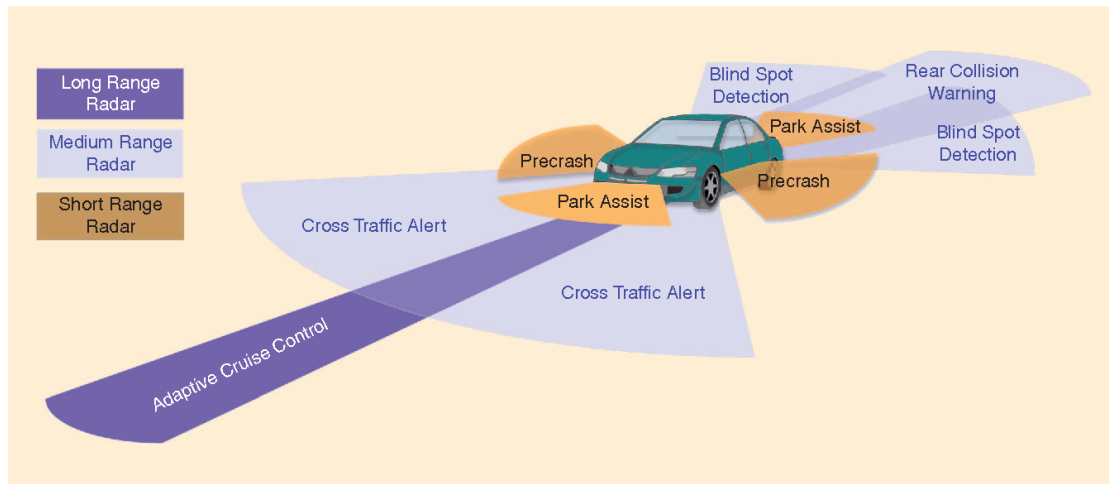 Long Range
Radar
Medium Range
Radar
Short Range
Radar
Blind Spot
Detection
Rear Collision
Warning
Park Assist
Blind Spot
Detection
Precrash
Precrash
Park Assist
Cross Traffic Alert
Cross Traffic Alert
Adaptive Cruise Control